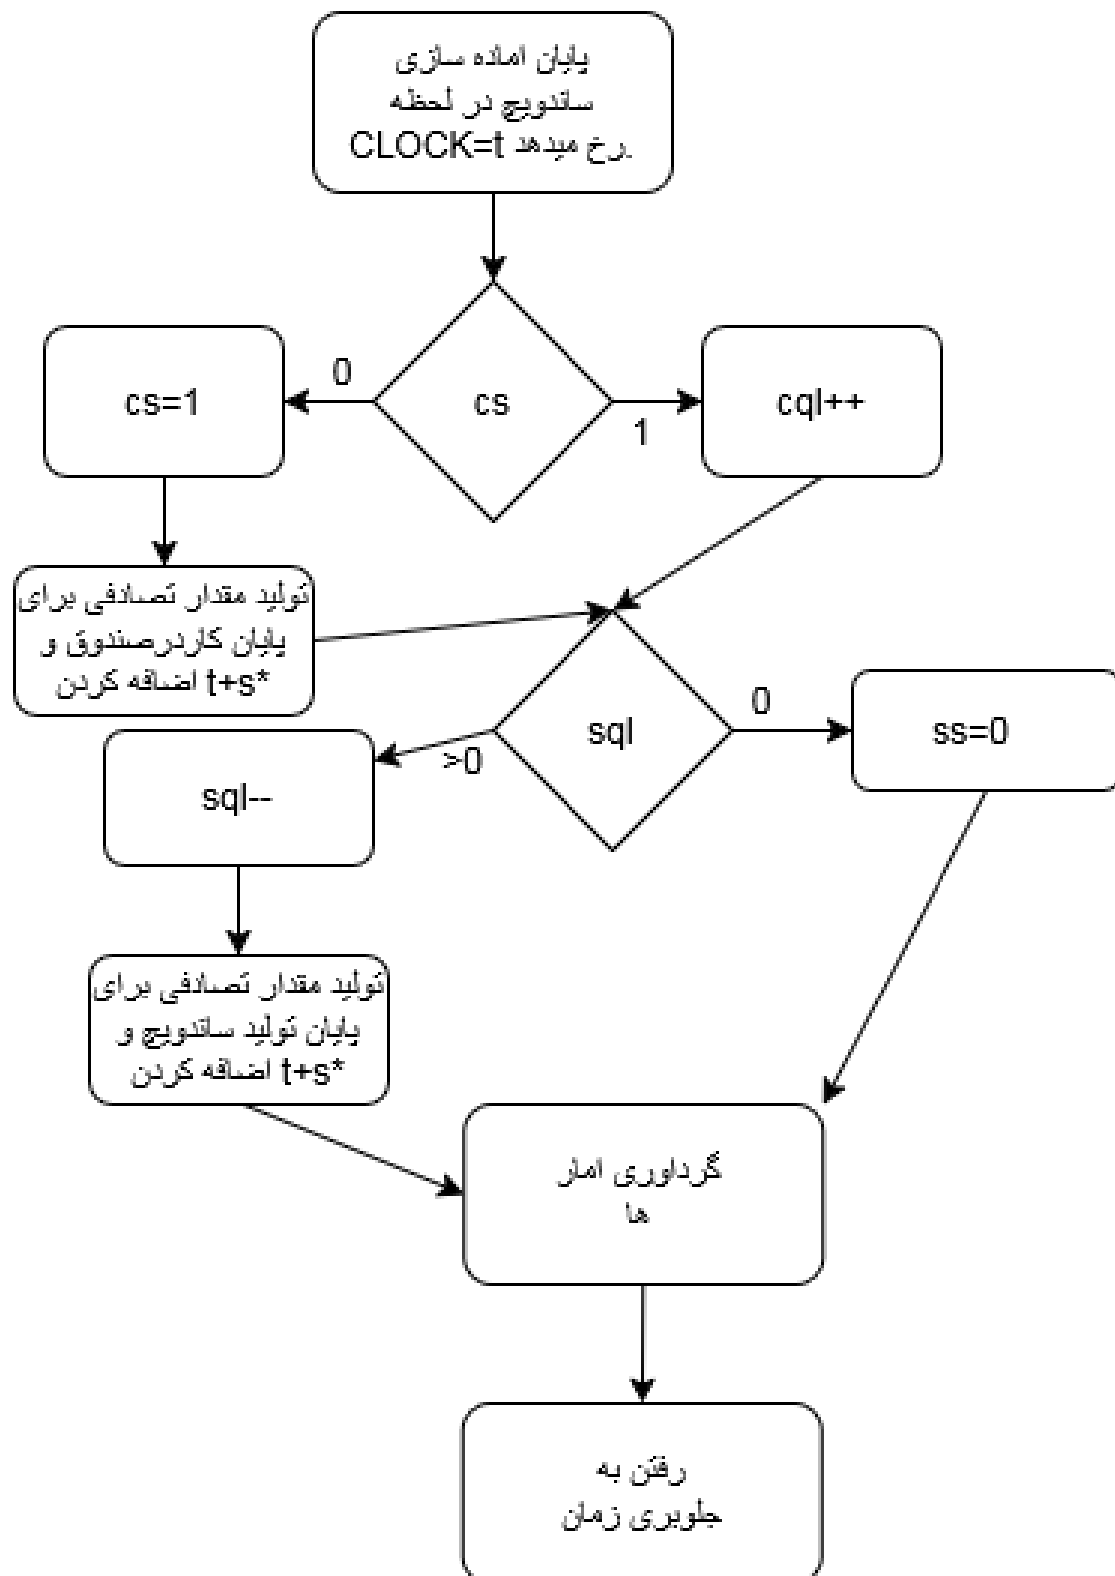 پایان اماده سازی
ساندویچ در لحظه
CLOCK=t رخ میدهد.
cs
0
1
cs=1
cql++
تولید مقدار تصادفی برای
پایان کاردرصندوق و
اضافه کردن t+s*
sql
0
>0
ss=0
sql--
تولید مقدار تصادفی برای
پایان تولید ساندویچ و
اضافه کردن t+s*
گرداوری امار
ها
رفتن به
جلوبری زمان